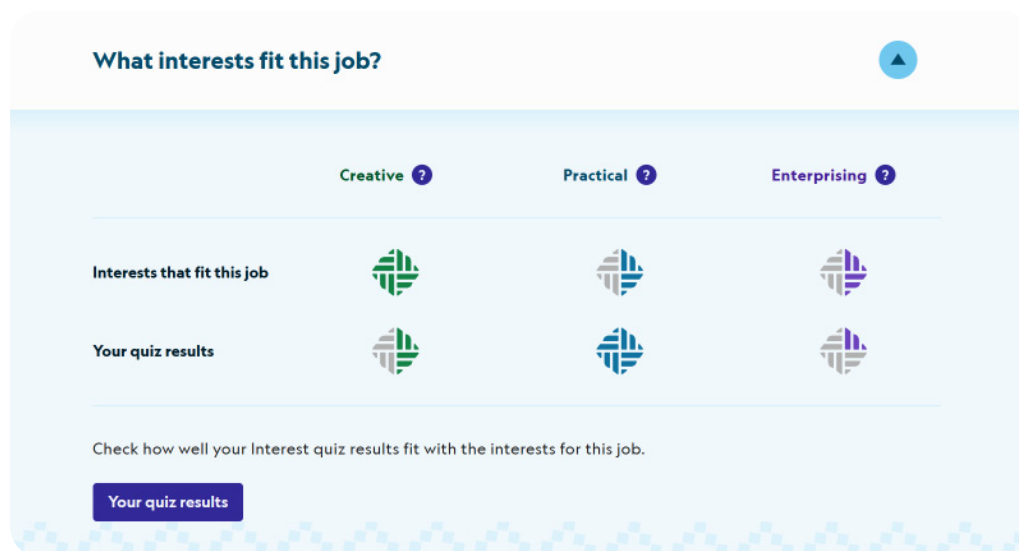 What interests fit this job?
Creative ? Practical ? Enterprising ?
Interests that fit this job
Your quiz results
Check how well your Interest quiz results fit with the interests for this job.
Your quiz results